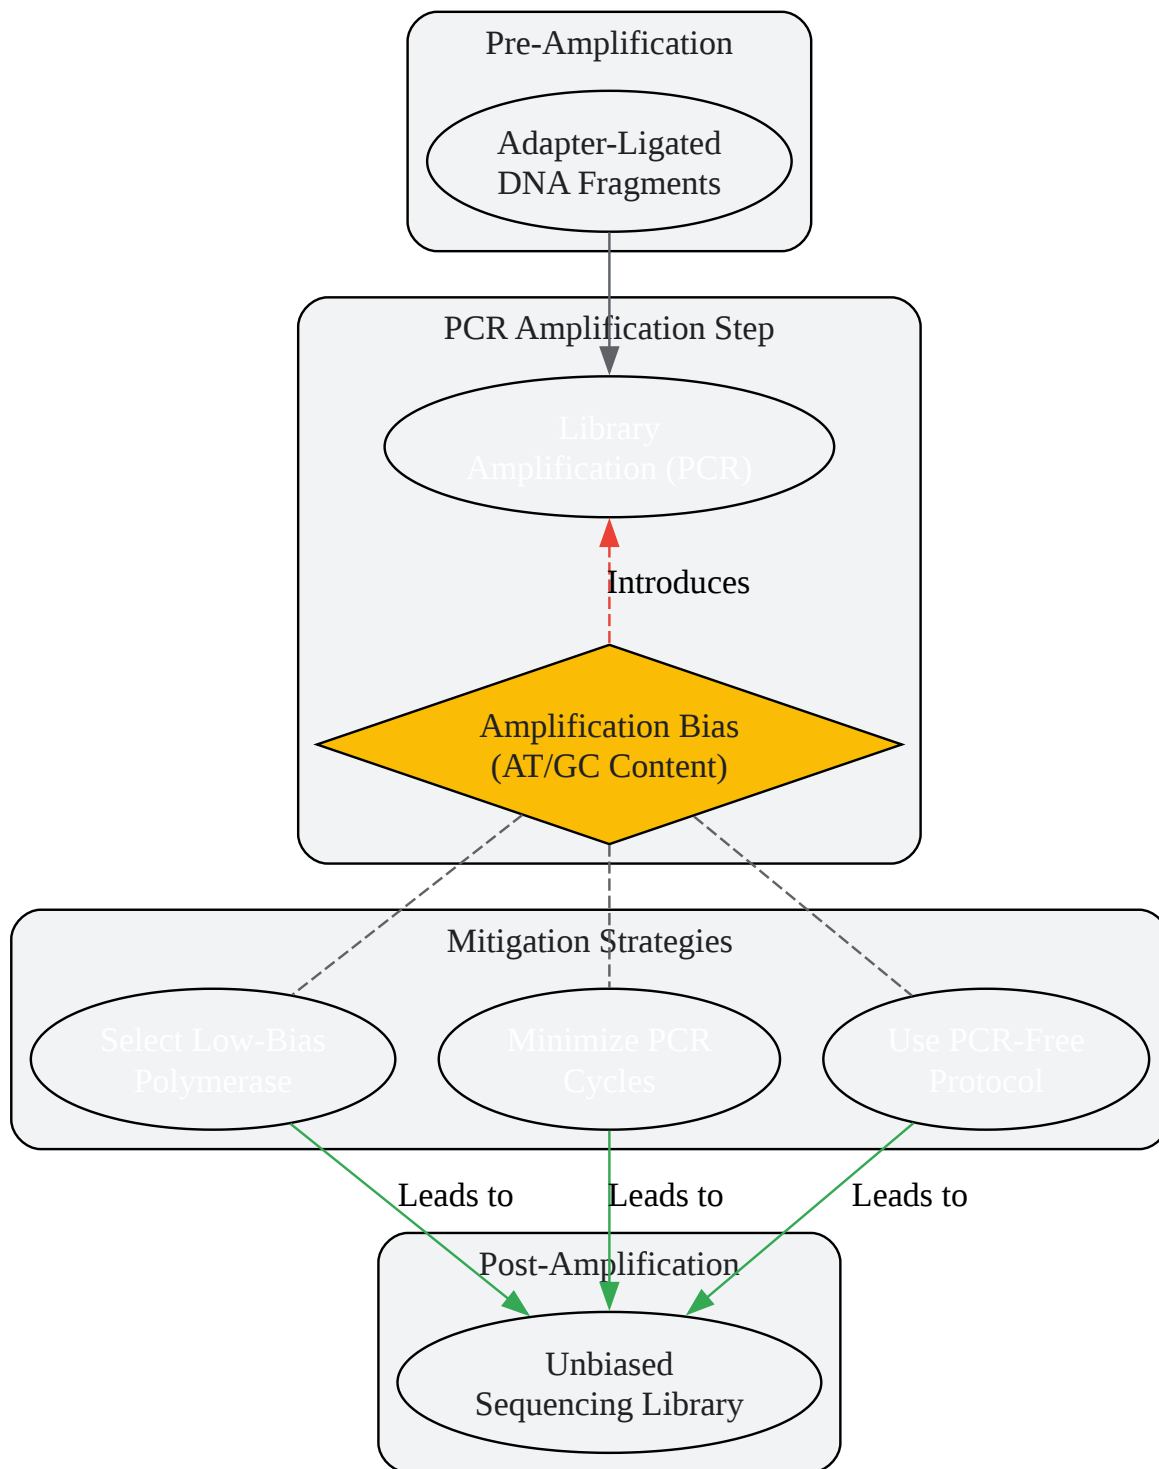 Pre-Amplification
Adapter-Ligated
DNA Fragments
PCR Amplification Step
Library
Amplification (PCR)
Introduces
Amplification Bias
(AT/GC Content)
Mitigation Strategies
Select Low-Bias
Polymerase
Minimize PCR
Cycles
Use PCR-Free
Protocol
Leads to
Leads to
Leads to
Post-Amplification
Unbiased
Sequencing Library